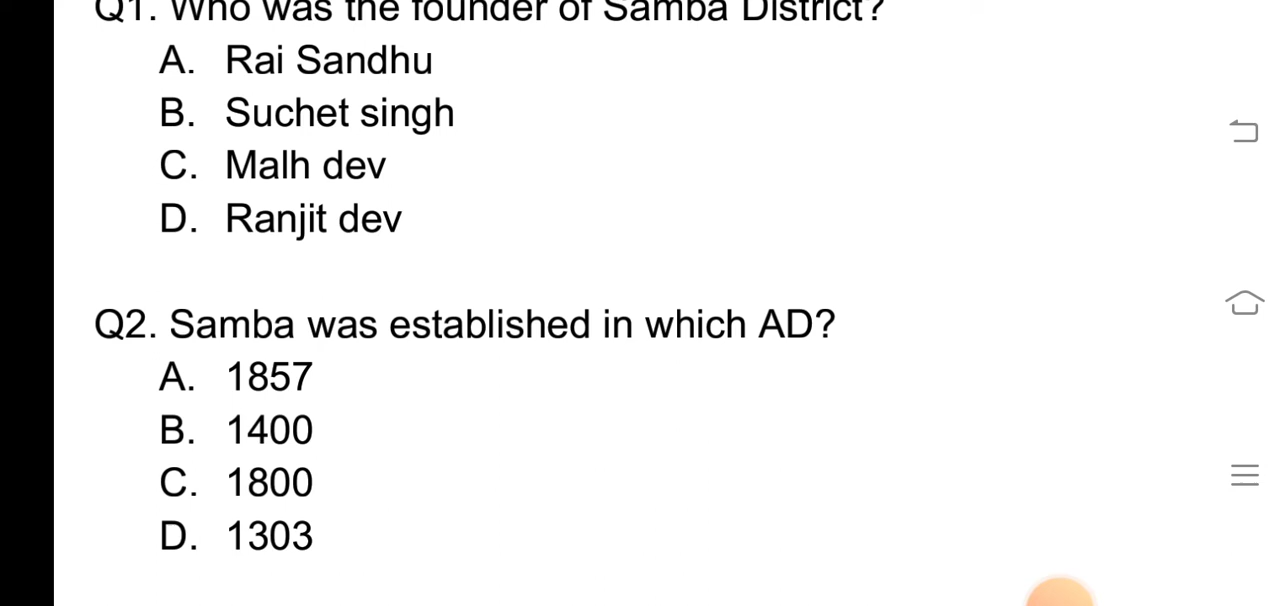 Q1. Who was the founder of Samba District?
A. Rai Sandhu
B. Suchet singh
C. Malh dev
D. Ranjit dev
Q2. Samba was established in which AD?
A. 1857
B. 1400
C. 1800
D. 1303